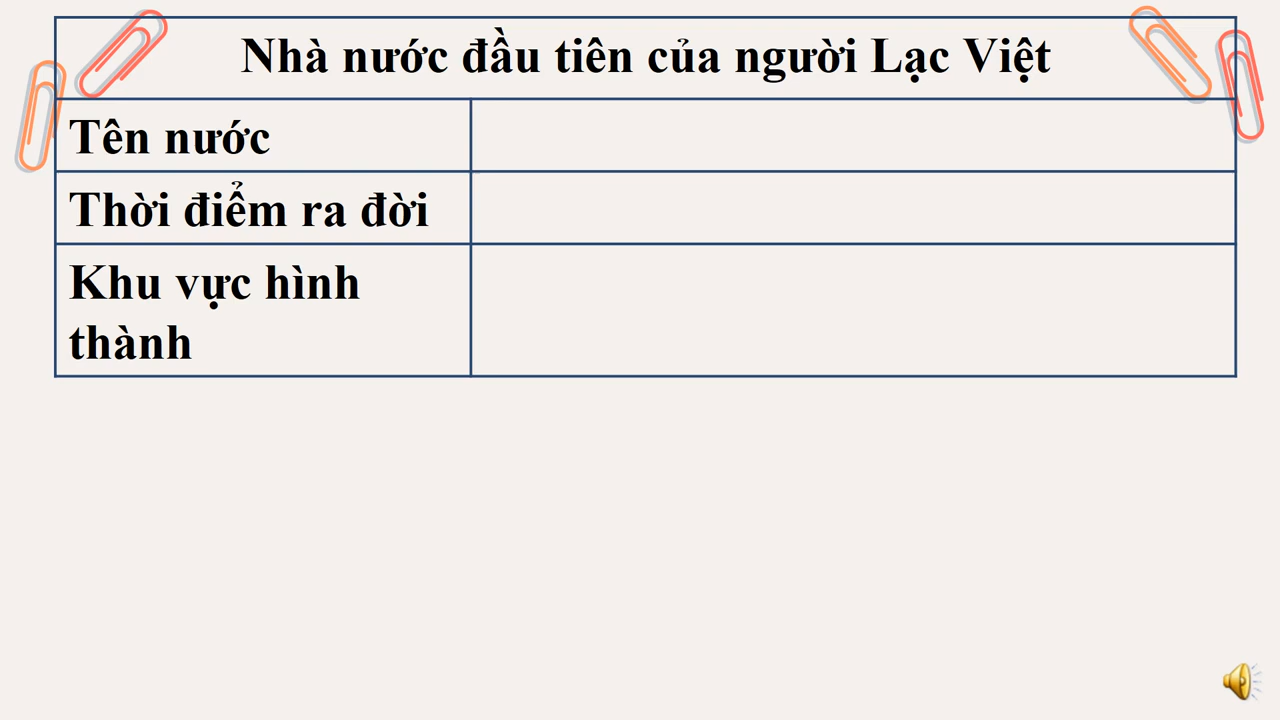 Nhà nước đầu tiên của người Lạc Việt
Tên nước
Thời điểm ra đời
Khu vực hình
thành